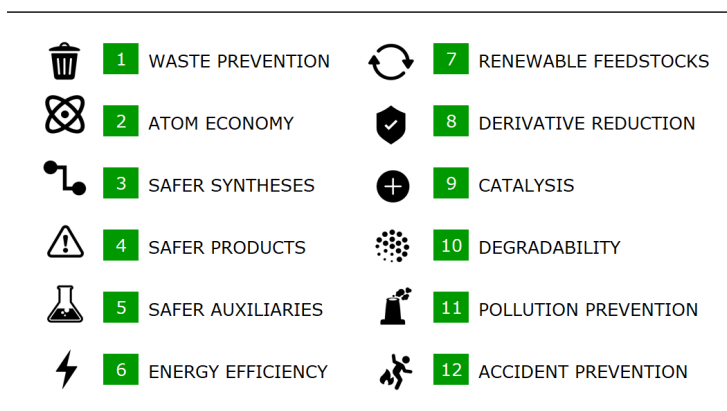 1 WASTE PREVENTION
2 ATOM ECONOMY
3 SAFER SYNTHESES
4 SAFER PRODUCTS
5 SAFER AUXILIARIES
6 ENERGY EFFICIENCY
7 RENEWABLE FEEDSTOCKS
8 DERIVATIVE REDUCTION
9 CATALYSIS
10 DEGRADABILITY
11 POLLUTION PREVENTION
12 ACCIDENT PREVENTION